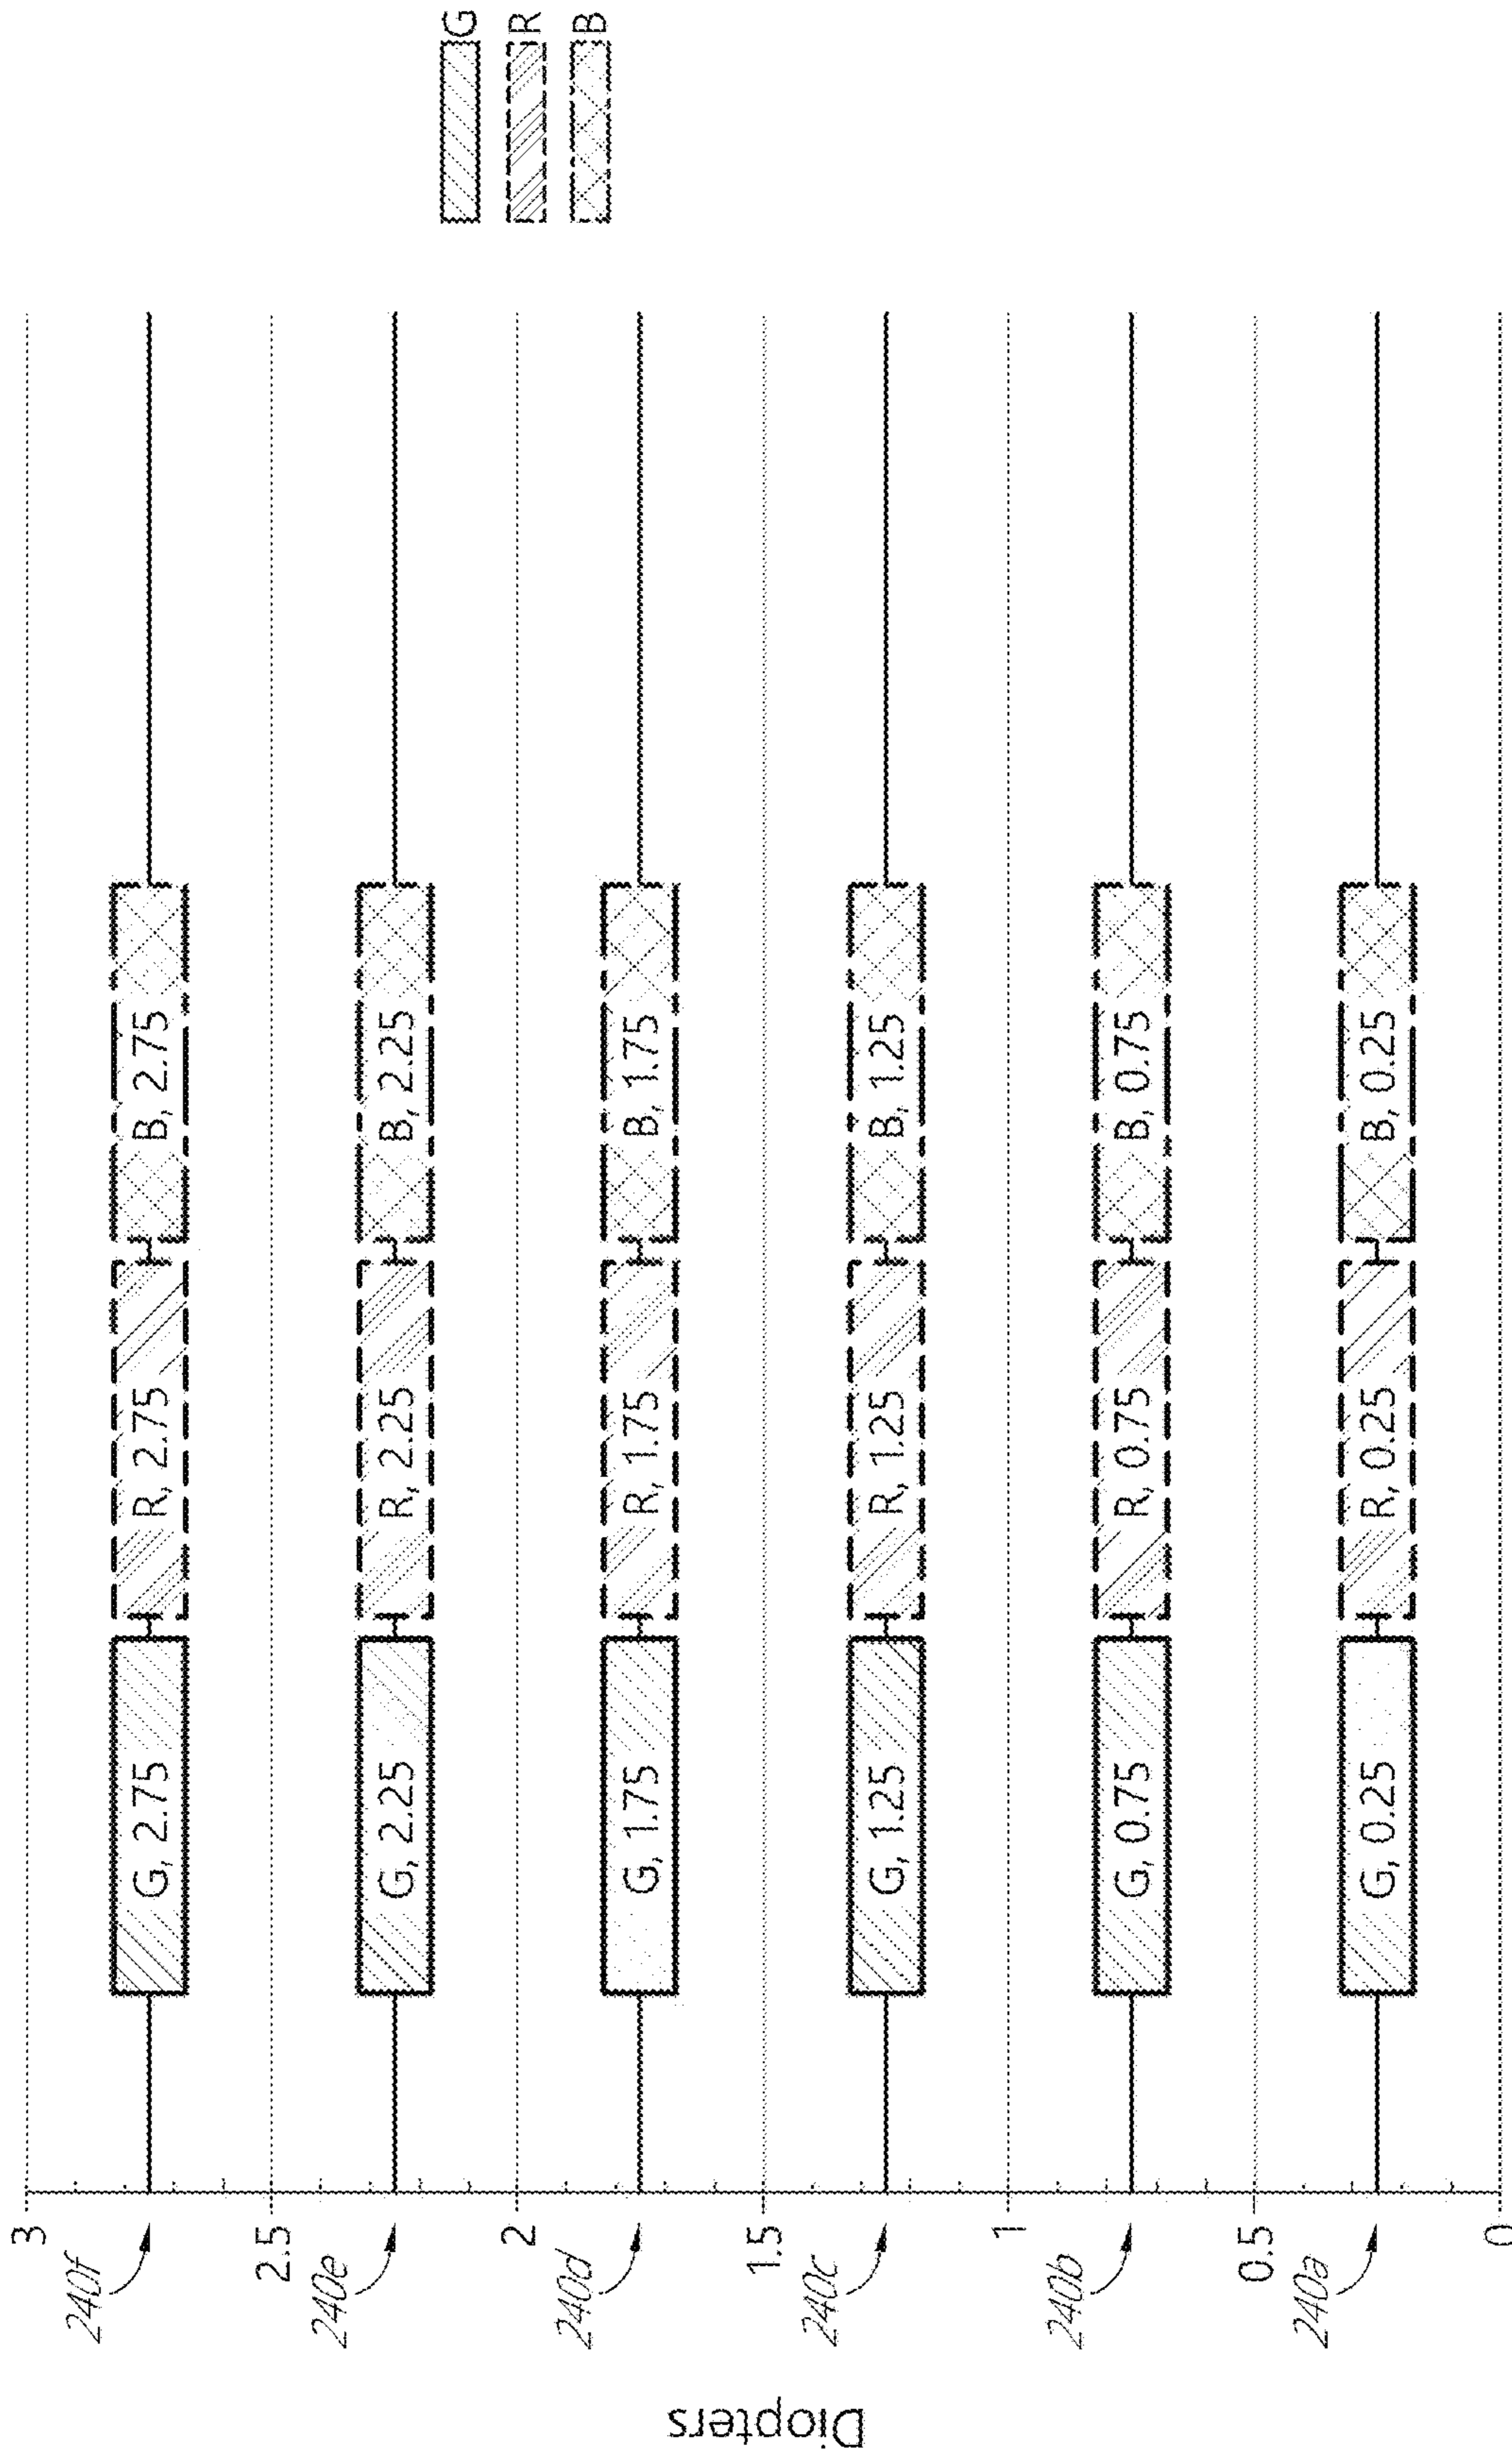 Diopters
3
240f
G, 2.75
R, 2.75
B, 2.75
2.5
240e
G, 2.25
R, 2.25
B, 2.25
2
240d
G, 1.75
R, 1.75
B, 1.75
1.5
240c
G, 1.25
R, 1.25
B, 1.25
1
240b
G, 0.75
R, 0.75
B, 0.75
0.5
240a
G, 0.25
R, 0.25
B, 0.25
0
G
R
B